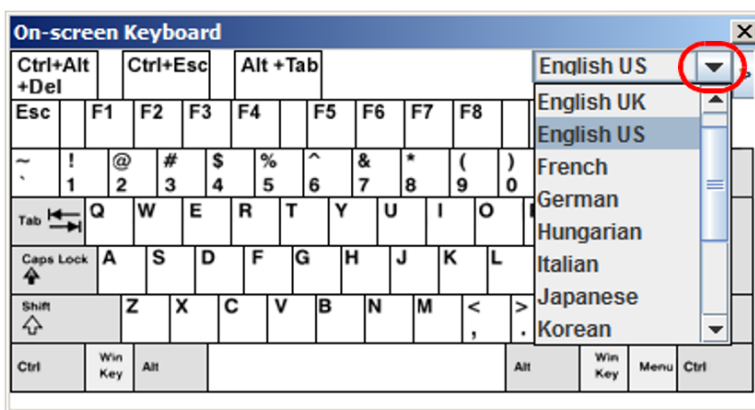 On-screen Keyboard
Ctrl+Alt +Del Ctrl+Esc Alt +Tab English US
Esc F1 F2 F3 F4 F5 F6 F7 F8
English UK
English US
French
German
Hungarian
Italian
Japanese
Korean
~ ! @ # $ % ^ & * ( )
` 1 2 3 4 5 6 7 8 9 0
Tab Q W E R T Y U I O
Caps Lock A S D F G H J K L
Shift Z X C V B N M < >
, .
Ctrl Win Key Alt Alt Win Key Menu Ctrl